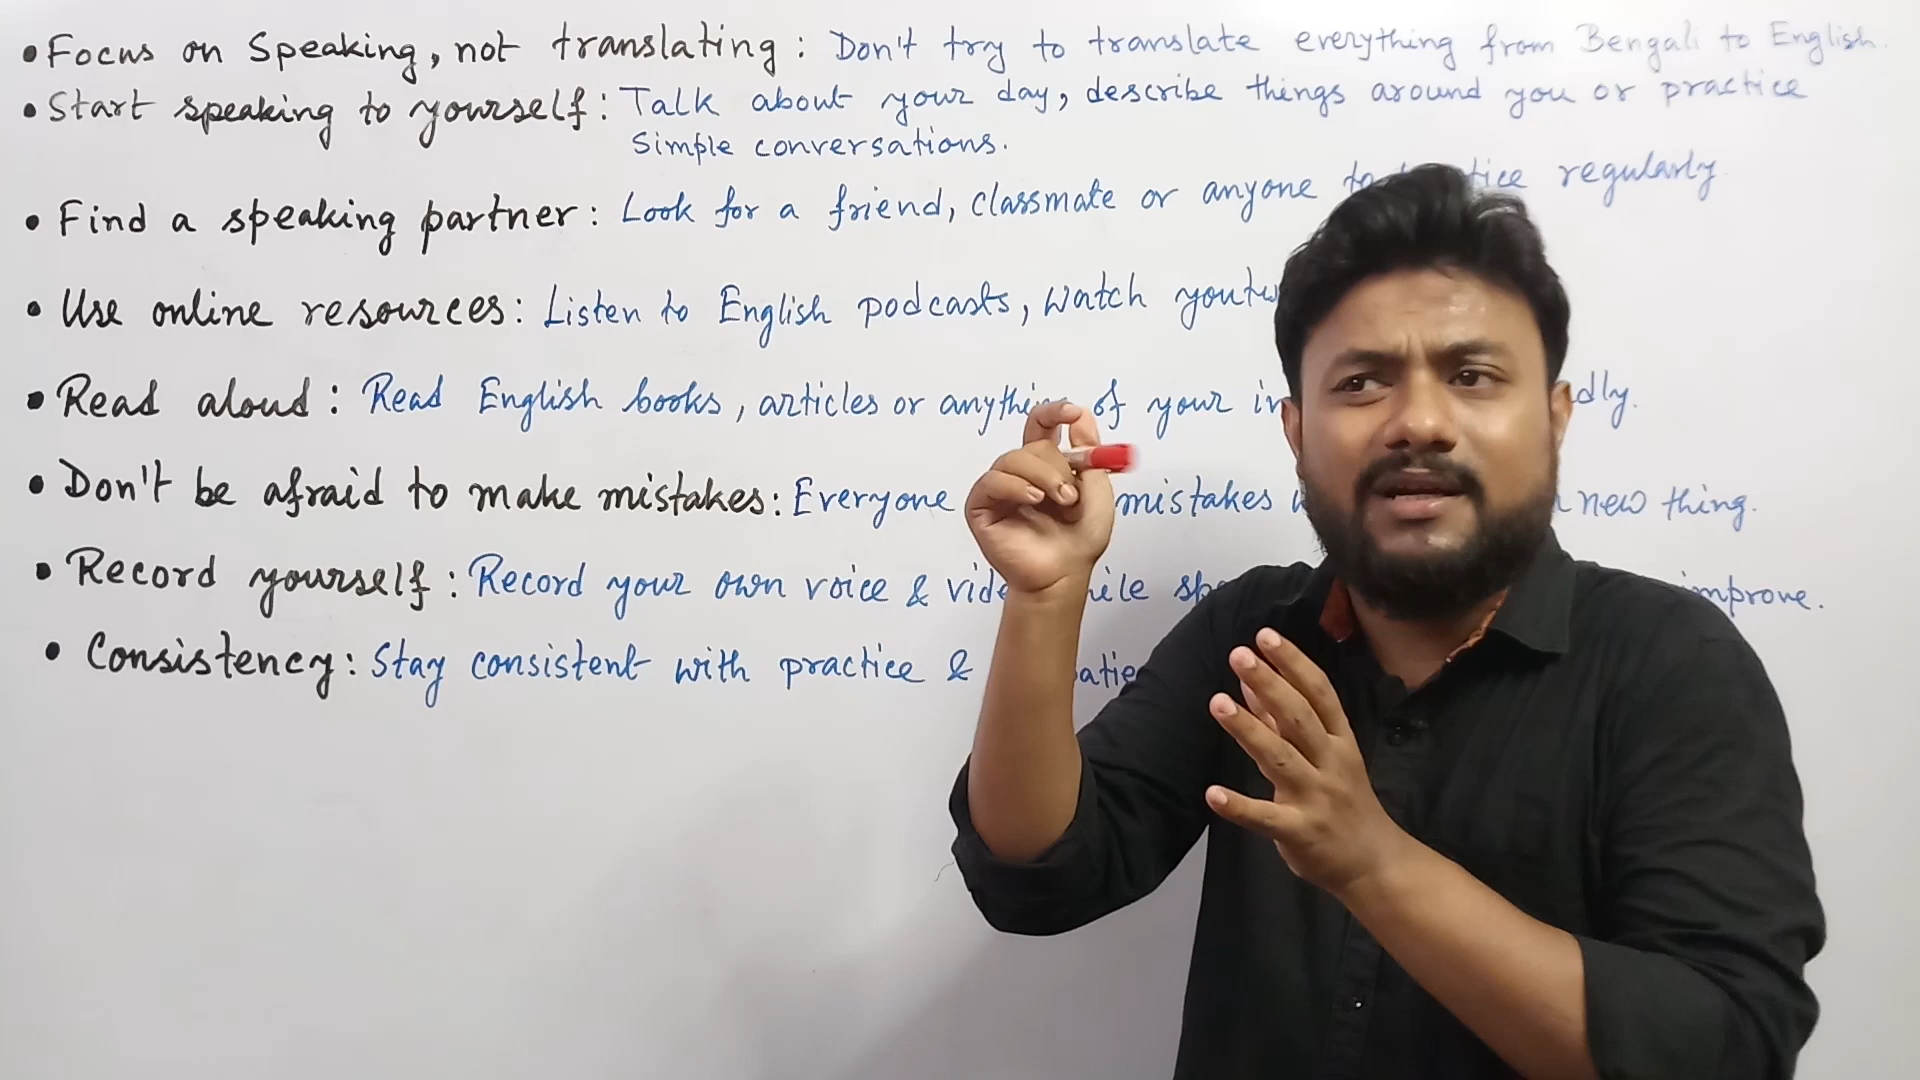 • Focus on Speaking, not translating: Don't try to translate everything from Bengali to English.
• Start speaking to yourself: Talk about your day, describe things around you or practice
Simple conversations.
• Find a speaking partner: Look for a friend, classmate or anyone to regularly
• Use online resources: Listen to English podcasts, watch
• Read aloud: Read English books, articles or anything of your
• Don't be afraid to make mistakes: Everyone mistakes new thing.
• Record yourself: Record your own voice & improve.
• Consistency: Stay consistent with practice &